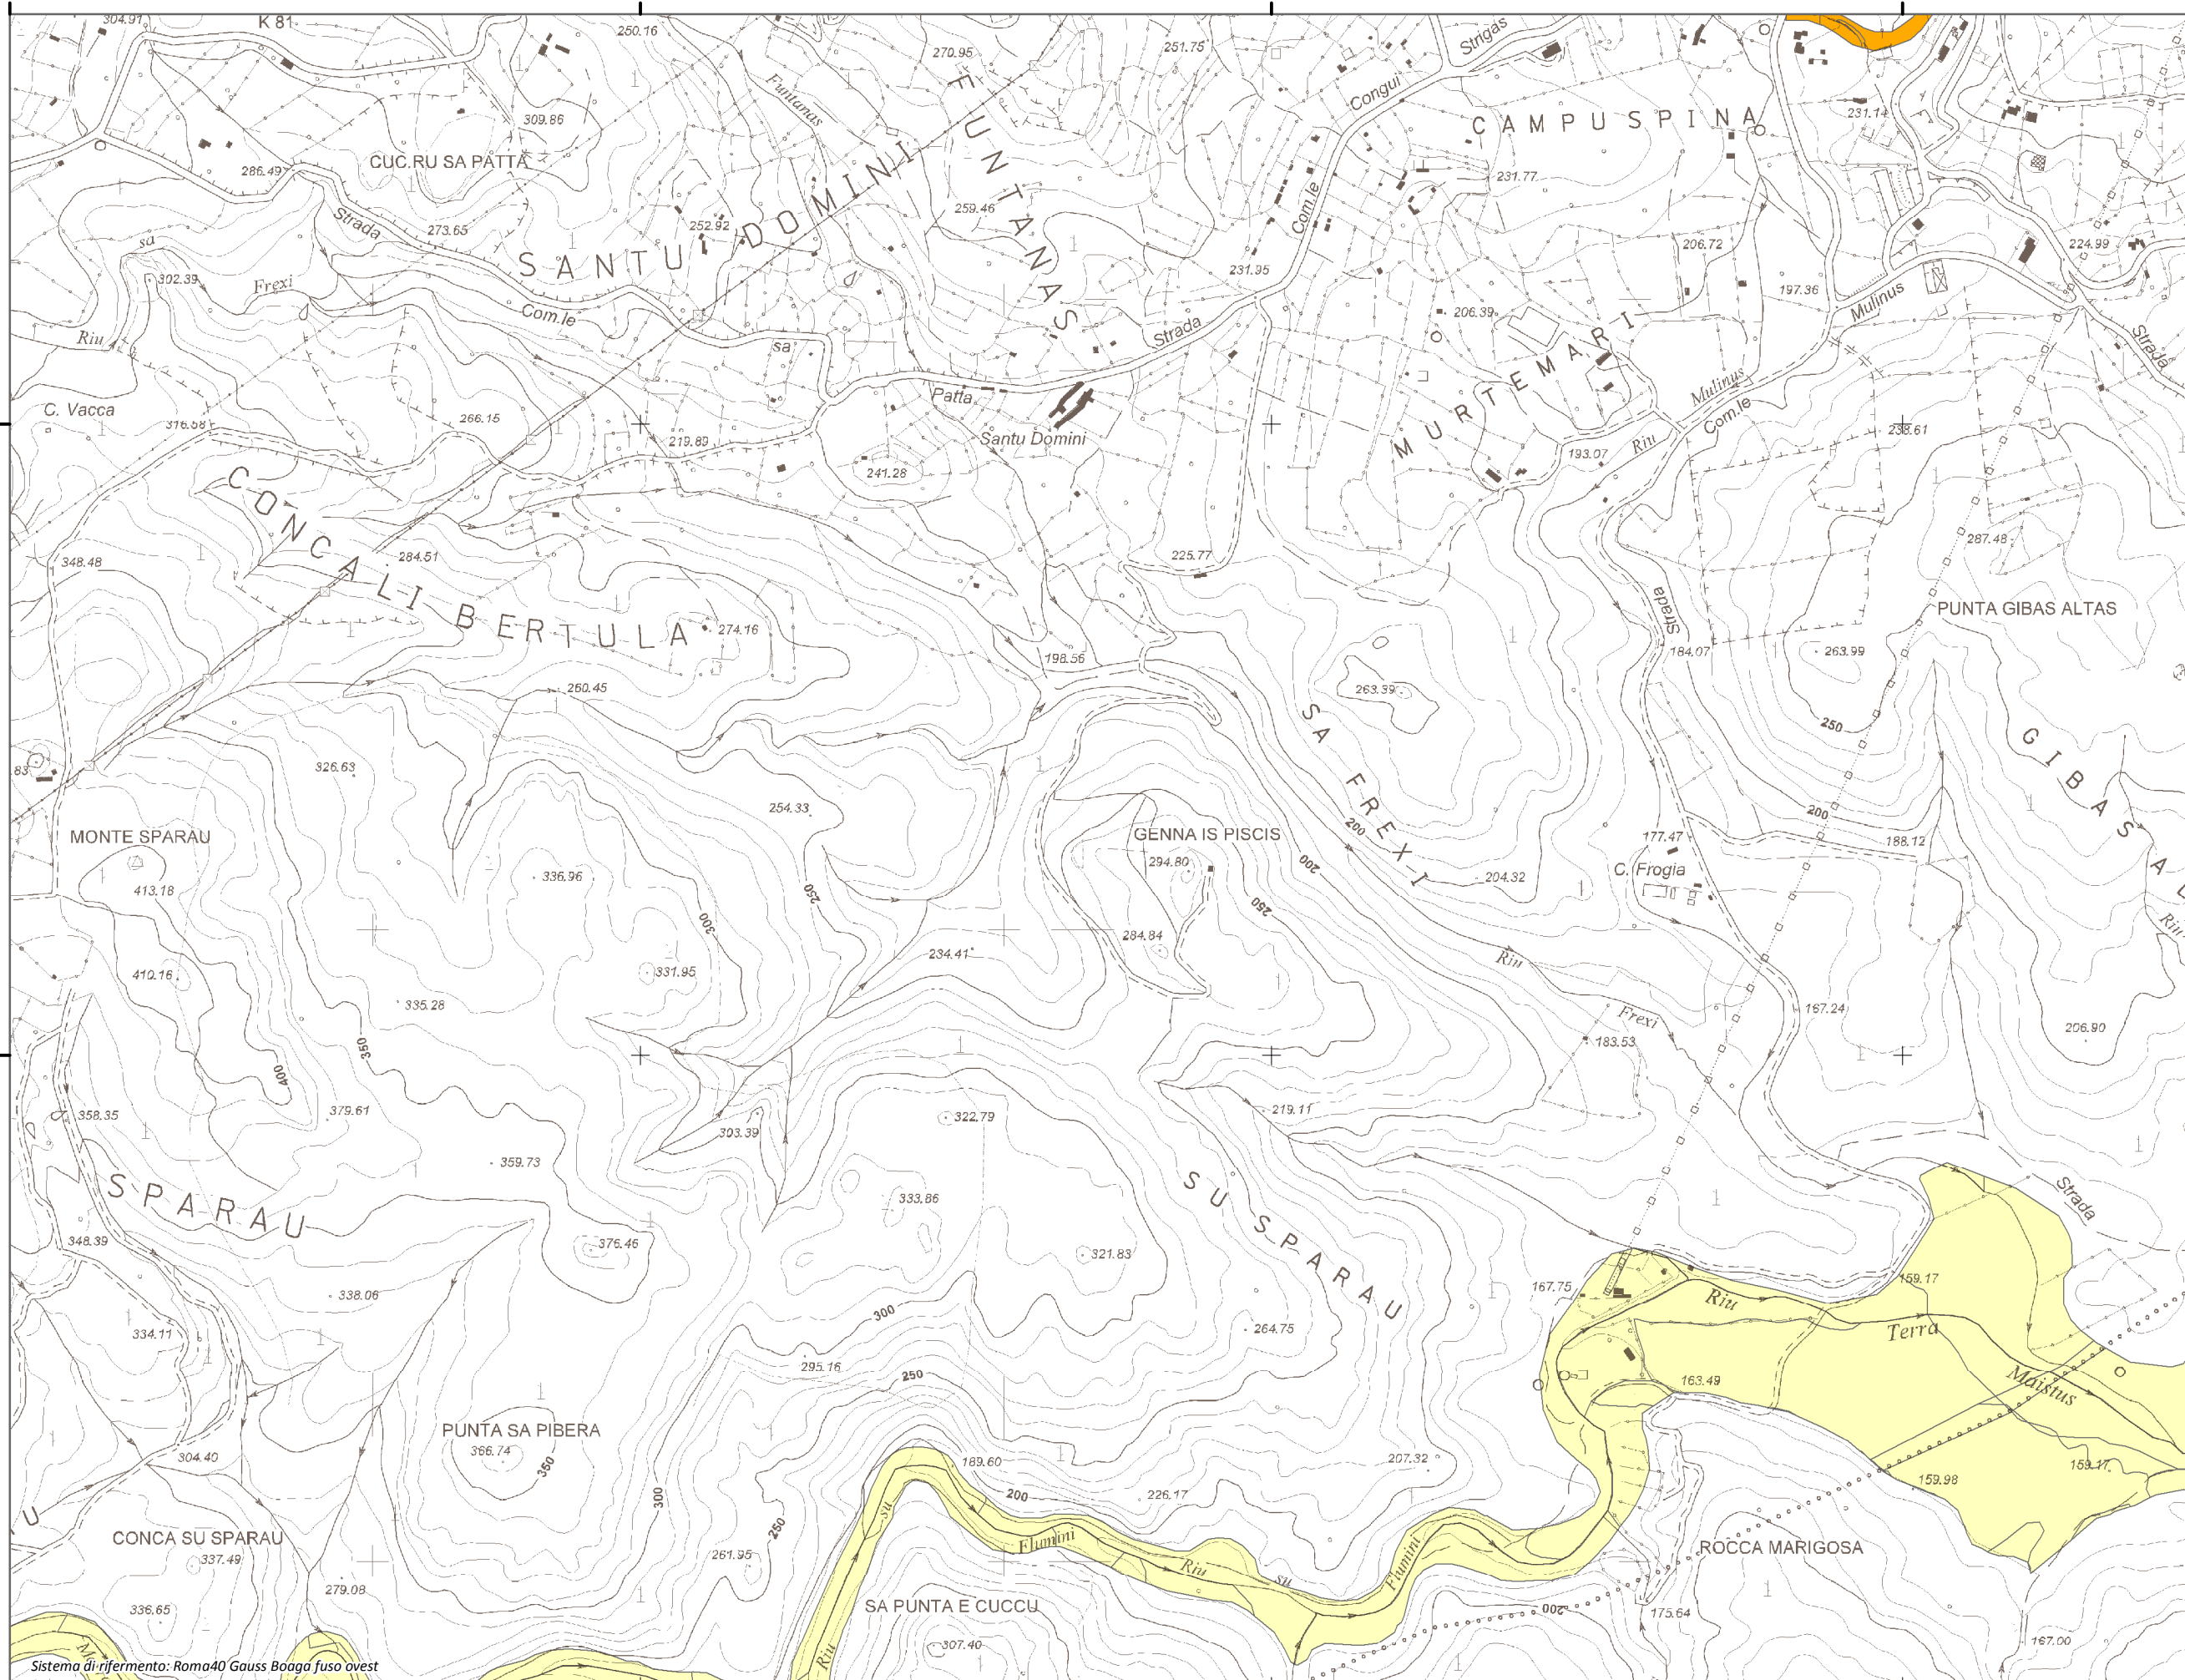 304.91
K 81
250.16
270.95
251.75
Strigas
Funtanas
Congui
CAMPUSPINA
231.14
309.86
CUC.RU SA PATTA
286.49
231.77
FUNTANAS
259.46
Strada
273.65
252.92
SANTU DOMINI
Com.le
206.72
224.99
sa
302.39
Frexi
231.95
197.36
Mulinus
Com.le
206.39
Riu
sa
Strada
Strada
MURTEMARI
Patta
Mulinus
C. Vacca
316.58
266.15
219.89
Santu Domini
Com.le
238.61
Riu
193.07
241.28
CONCALI BERTULA
284.51
348.48
225.77
287.48
Strada
PUNTA GIBAS ALTAS
274.16
198.56
184.07
263.99
260.45
263.39
SA FREXI
250
GIBAS AL
83
326.63
254.33
200
200
MONTE SPARAU
GENNA IS PISCIS
177.47
188.12
294.80
200
C. Frogia
413.18
336.96
250
204.32
300
250
Riu
284.84
234.41
Riu
410.16
331.95
335.28
Frexi
167.24
206.90
183.53
350
400
358.35
379.61
322.79
219.11
303.39
359.73
SPARAU
333.86
SU SPARAU
Strada
348.39
376.46
321.83
159.17
167.75
338.06
Riu
300
334.11
264.75
Terra
295.16
250
163.49
Maistus
PUNTA SA PIBERA
366.74
304.40
350
189.60
207.32
159.17
159.98
300
200
226.17
su
U
250
CONCA SU SPARAU
Flumini
ROCCA MARIGOSA
337.49
261.95
Riu
su
Flumini
279.08
336.65
SA PUNTA E CUCCU
200
175.64
307.40
167.00
Riu
Sistema di rifermento: Roma40 Gauss Boaga fuso ovest